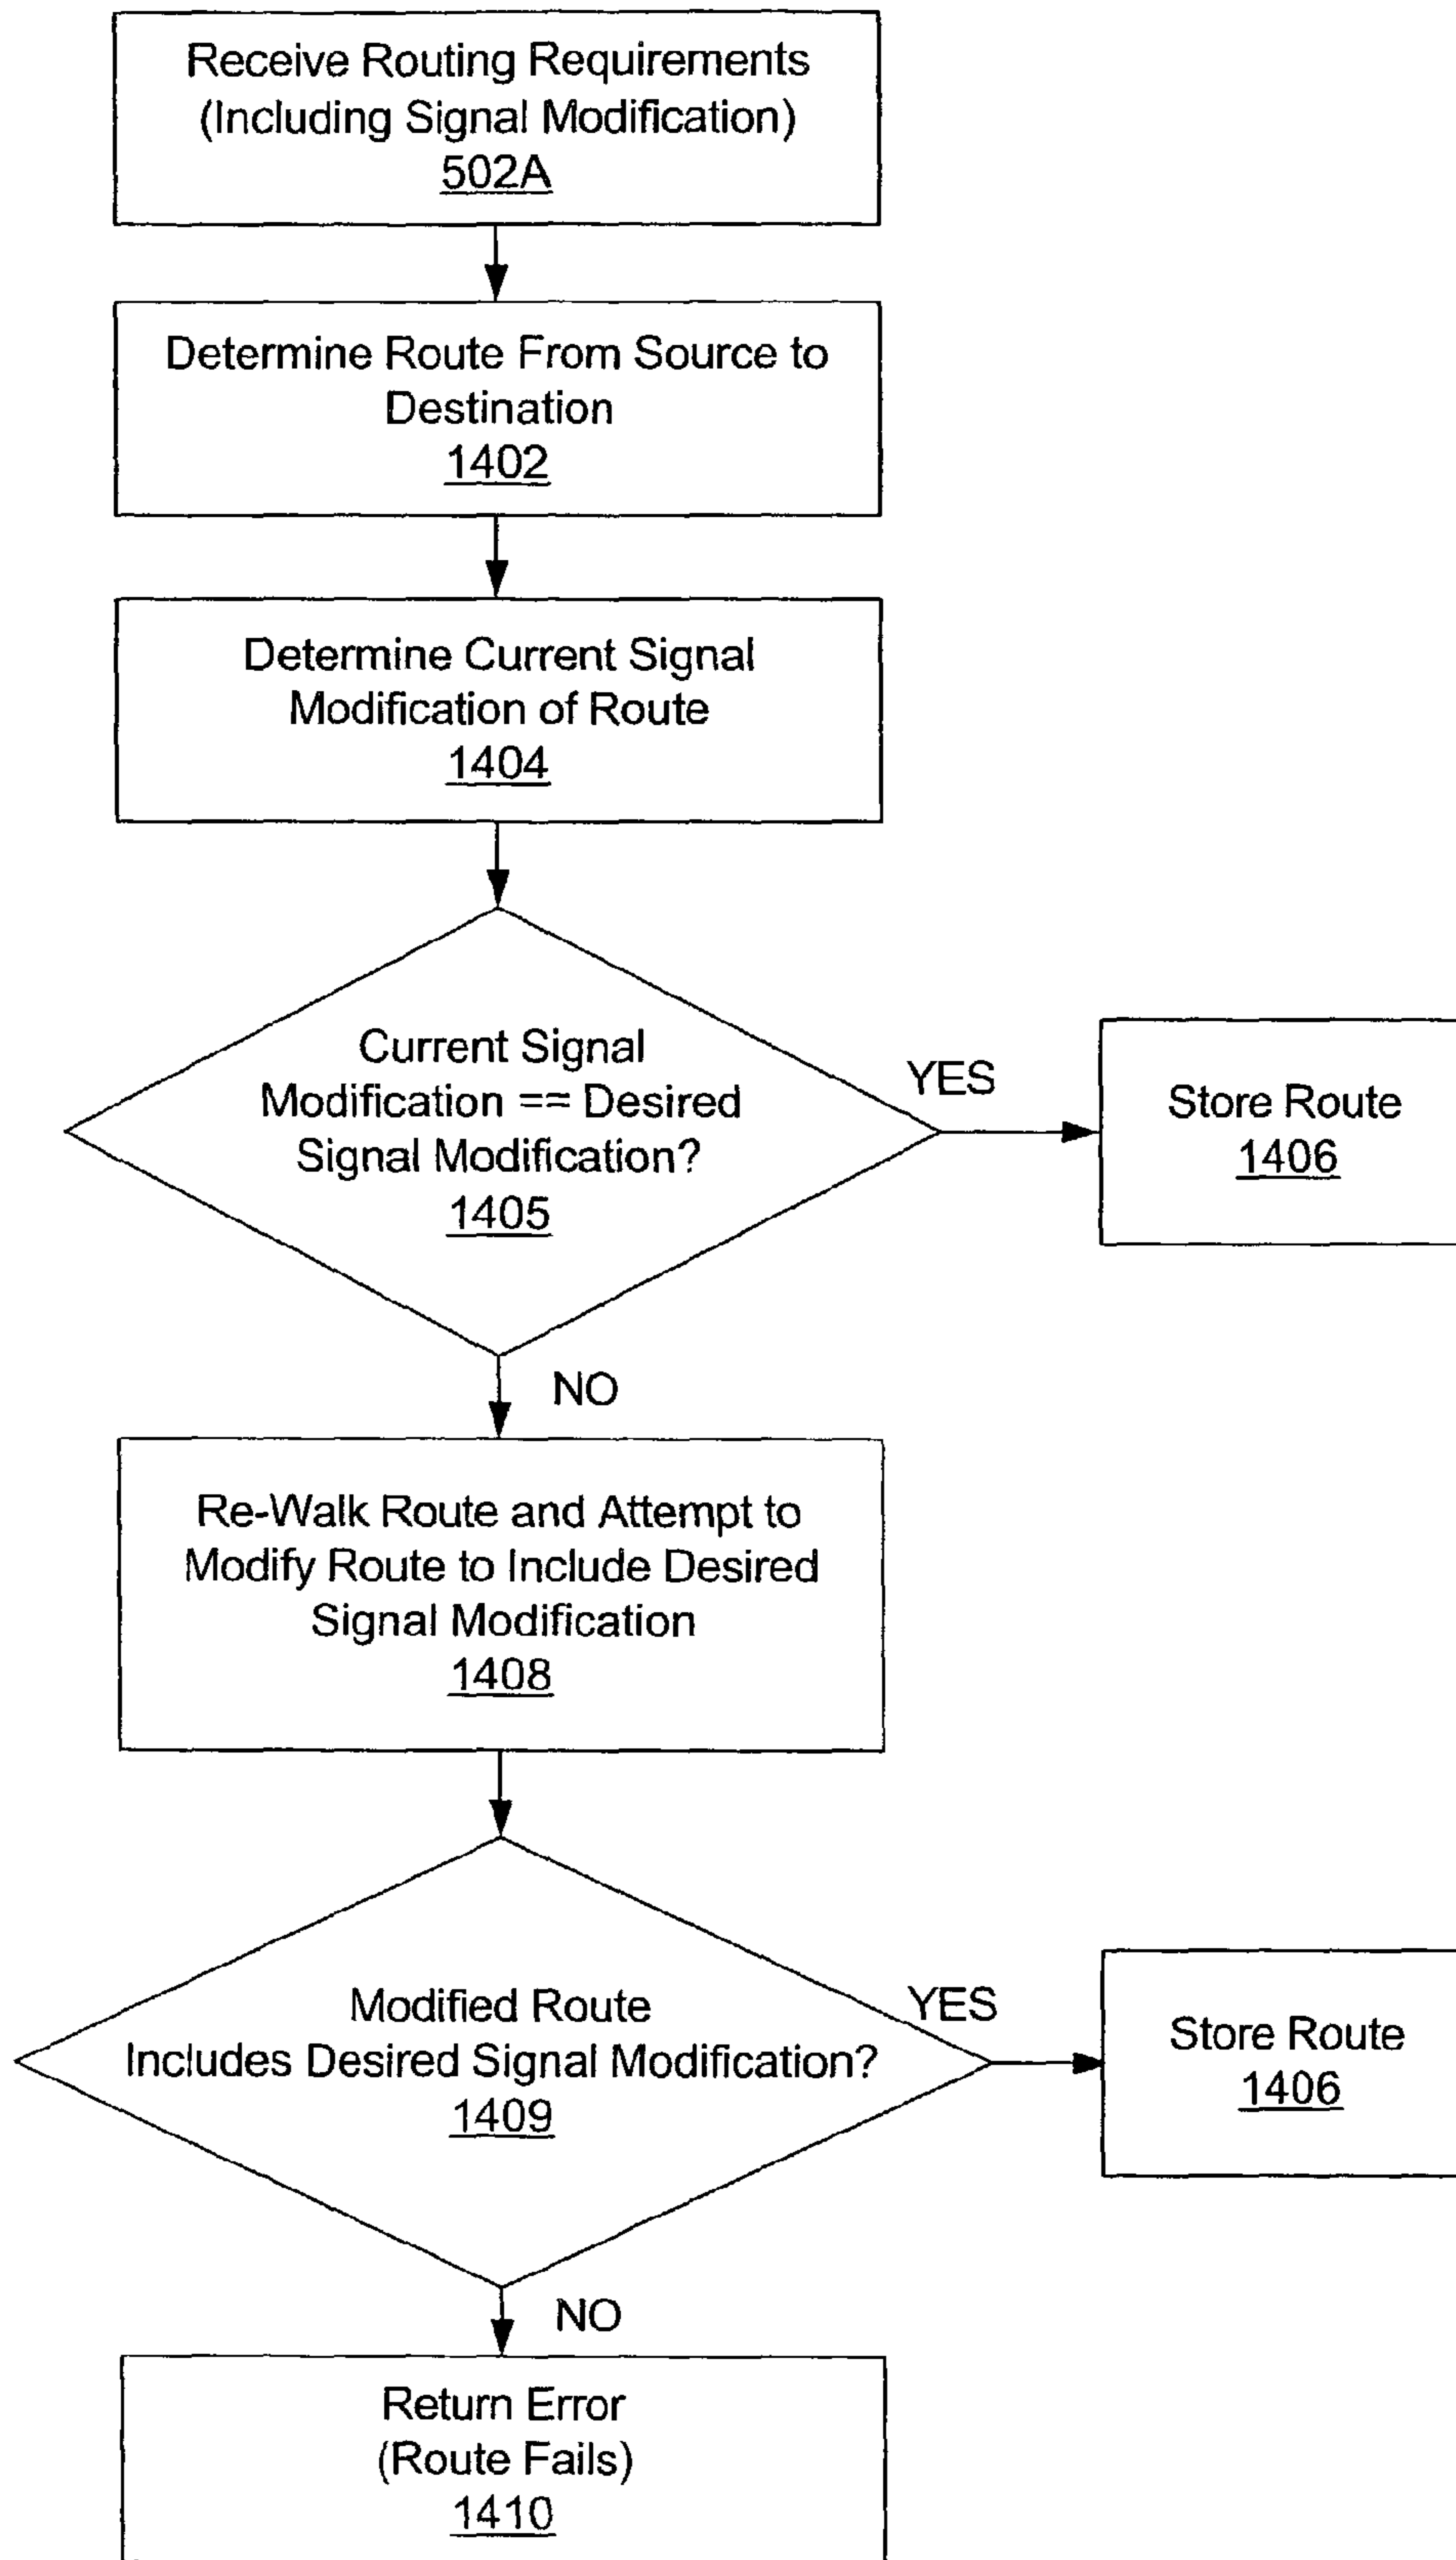 Receive Routing Requirements
(Including Signal Modification)
502A
Determine Route From Source to
Destination
1402
Determine Current Signal
Modification of Route
1404
Current Signal
Modification == Desired
Signal Modification?
1405
YES
Store Route
1406
NO
Re-Walk Route and Attempt to
Modify Route to Include Desired
Signal Modification
1408
Modified Route
Includes Desired Signal Modification?
1409
YES
Store Route
1406
NO
Return Error
(Route Fails)
1410